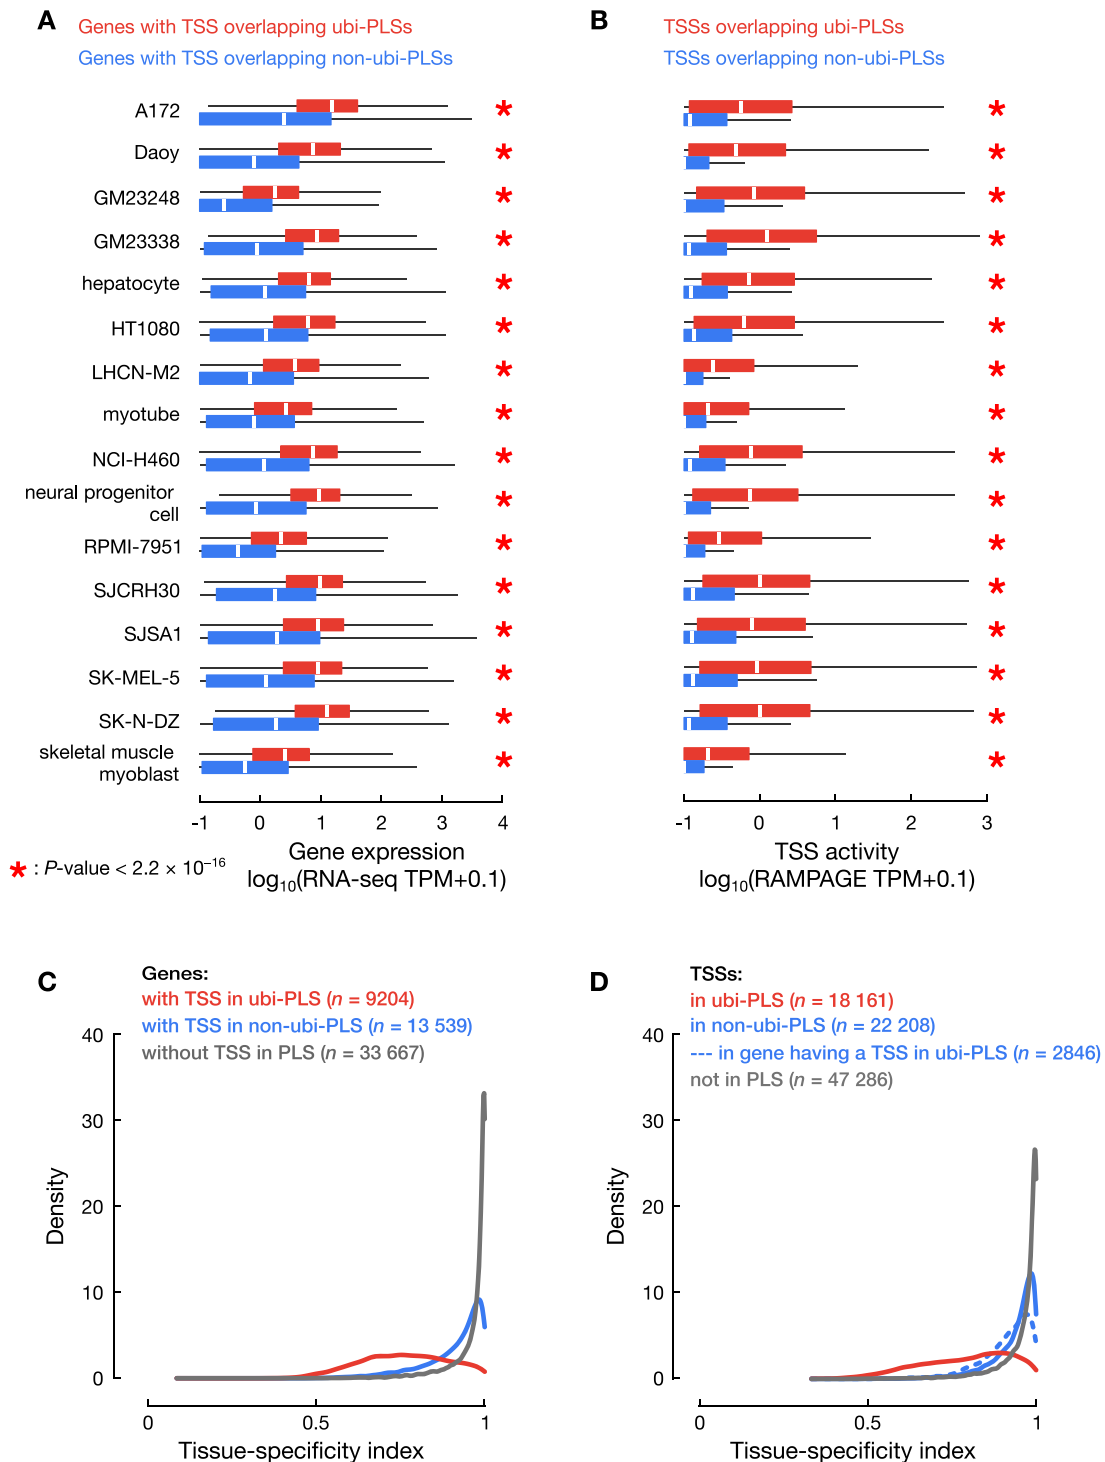 A
Genes with TSS overlapping ubi-PLSs
Genes with TSS overlapping non-ubi-PLSs
A172
Daoy
GM23248
GM23338
hepatocyte
HT1080
LHCN-M2
myotube
NCI-H460
neural progenitor
cell
RPMI-7951
SJCRH30
SJSA1
SK-MEL-5
SK-N-DZ
skeletal muscle
myoblast
-1 0 1 2 3 4
Gene expression
log₁₀(RNA-seq TPM+0.1)
* : P-value < 2.2 × 10⁻¹⁶
B
TSSs overlapping ubi-PLSs
TSSs overlapping non-ubi-PLSs
-1 0 1 2 3
TSS activity
log₁₀(RAMPAGE TPM+0.1)
C
Genes:
with TSS in ubi-PLS (n = 9204)
with TSS in non-ubi-PLS (n = 13 539)
without TSS in PLS (n = 33 667)
40
30
20
10
0
Density
0 0.5 1
Tissue-specificity index
D
TSSs:
in ubi-PLS (n = 18 161)
in non-ubi-PLS (n = 22 208)
--- in gene having a TSS in ubi-PLS (n = 2846)
not in PLS (n = 47 286)
40
30
20
10
0
Density
0 0.5 1
Tissue-specificity index